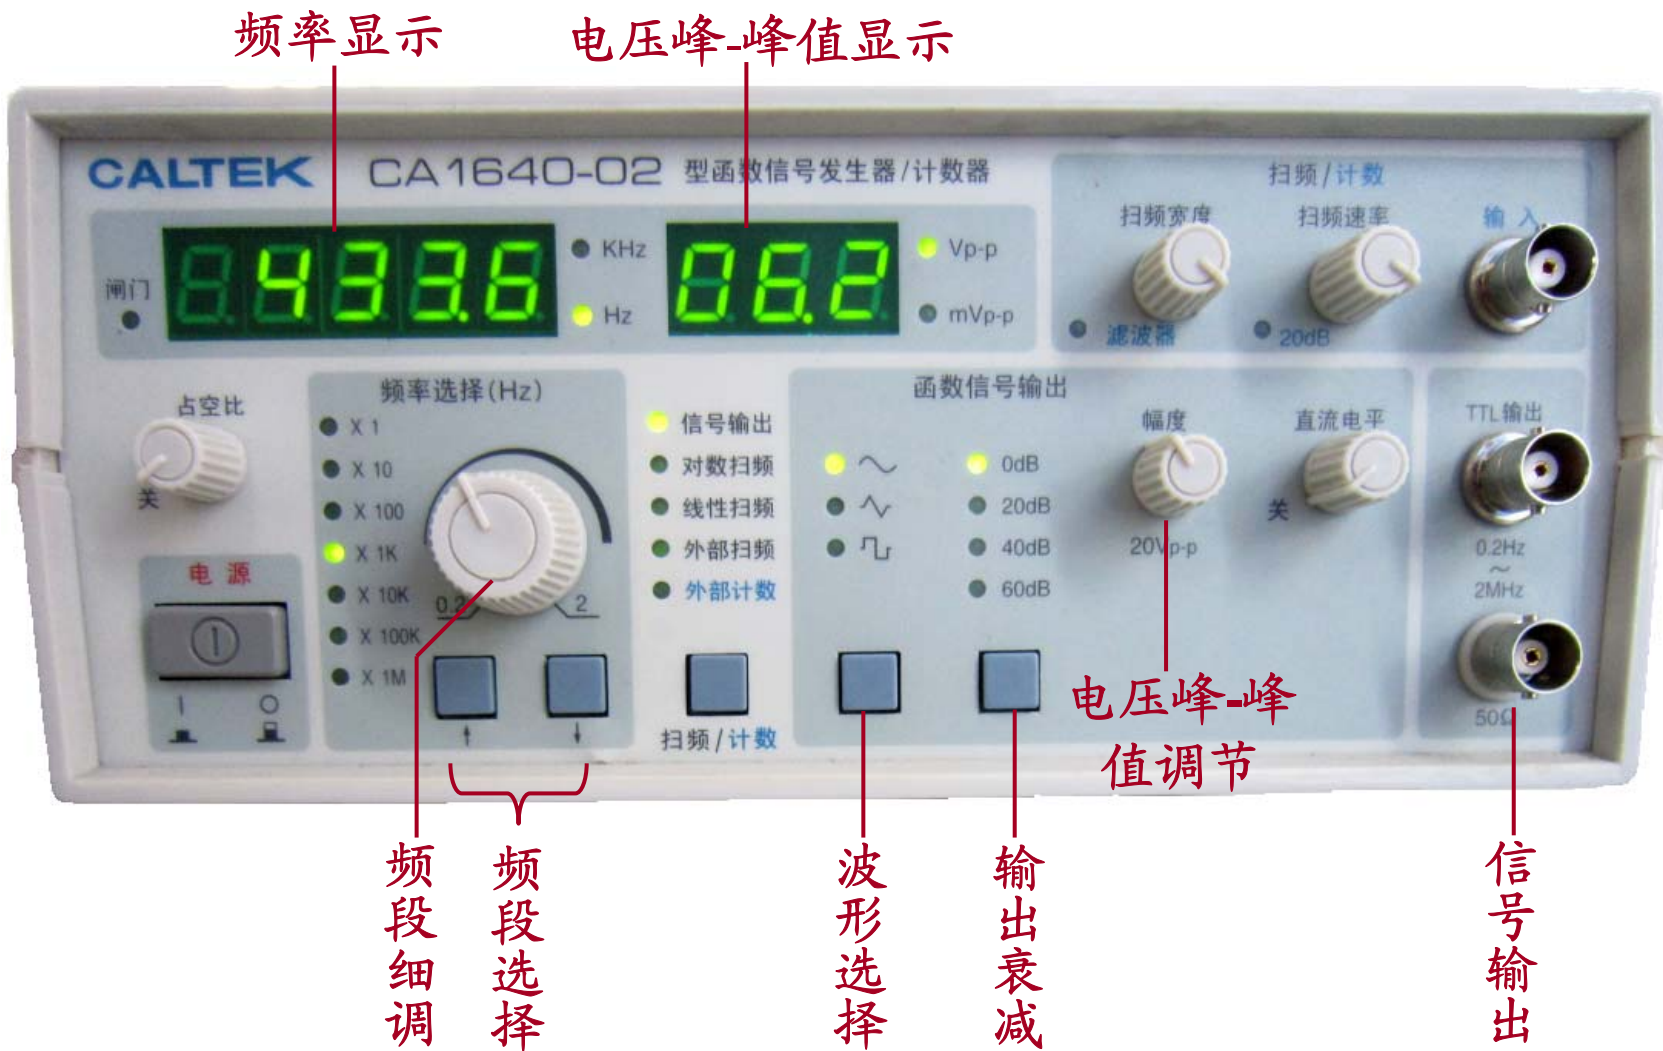 频率显示
电压峰-峰值显示
CALTEK CA1640-02 型函数信号发生器/计数器
扫频/计数
扫频宽度
扫频速率
输入
闸门
433.6
KHz
Hz
06.2
Vp-p
mVp-p
滤波器
20dB
占空比
关
电源
频率选择(Hz)
X 1
X 10
X 100
X 1K
X 10K
X 100K
X 1M
0.2
2
↑
↓
信号输出
对数扫频
线性扫频
外部扫频
外部计数
扫频/计数
函数信号输出
0dB
20dB
40dB
60dB
幅度
20Vp-p
直流电平
关
TTL输出
0.2Hz
~
2MHz
50Ω
电压峰-峰
值调节
频段细调
频段选择
波形选择
输出衰减
信号输出